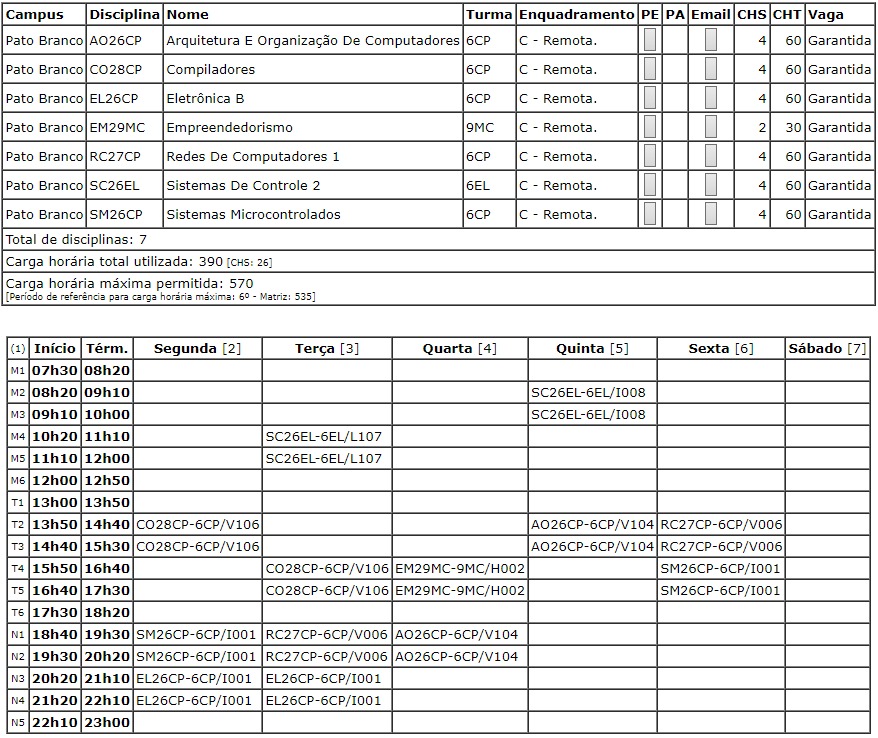 Campus Disciplina Nome Turma Enquadramento PE PA Email CHS CHT Vaga
Pato Branco AO26CP Arquitetura E Organização De Computadores 6CP C - Remota. 4 60 Garantida
Pato Branco CO28CP Compiladores 6CP C - Remota. 4 60 Garantida
Pato Branco EL26CP Eletrônica B 6CP C - Remota. 4 60 Garantida
Pato Branco EM29MC Empreendedorismo 9MC C - Remota. 2 30 Garantida
Pato Branco RC27CP Redes De Computadores 1 6CP C - Remota. 4 60 Garantida
Pato Branco SC26EL Sistemas De Controle 2 6EL C - Remota. 4 60 Garantida
Pato Branco SM26CP Sistemas Microcontrolados 6CP C - Remota. 4 60 Garantida
Total de disciplinas: 7
Carga horária total utilizada: 390 [CHS: 26]
Carga horária máxima permitida: 570
[Período de referência para carga horária máxima: 6º - Matriz: 535]
(1) Início Térm. Segunda [2] Terça [3] Quarta [4] Quinta [5] Sexta [6] Sábado [7]
M1 07h30 08h20
M2 08h20 09h10 SC26EL-6EL/I008
M3 09h10 10h00 SC26EL-6EL/I008
M4 10h20 11h10 SC26EL-6EL/L107
M5 11h10 12h00 SC26EL-6EL/L107
M6 12h00 12h50
T1 13h00 13h50
T2 13h50 14h40 CO28CP-6CP/V106 AO26CP-6CP/V104 RC27CP-6CP/V006
T3 14h40 15h30 CO28CP-6CP/V106 AO26CP-6CP/V104 RC27CP-6CP/V006
T4 15h50 16h40 CO28CP-6CP/V106 EM29MC-9MC/H002 SM26CP-6CP/I001
T5 16h40 17h30 CO28CP-6CP/V106 EM29MC-9MC/H002 SM26CP-6CP/I001
T6 17h30 18h20
N1 18h40 19h30 SM26CP-6CP/I001 RC27CP-6CP/V006 AO26CP-6CP/V104
N2 19h30 20h20 SM26CP-6CP/I001 RC27CP-6CP/V006 AO26CP-6CP/V104
N3 20h20 21h10 EL26CP-6CP/I001 EL26CP-6CP/I001
N4 21h20 22h10 EL26CP-6CP/I001 EL26CP-6CP/I001
N5 22h10 23h00